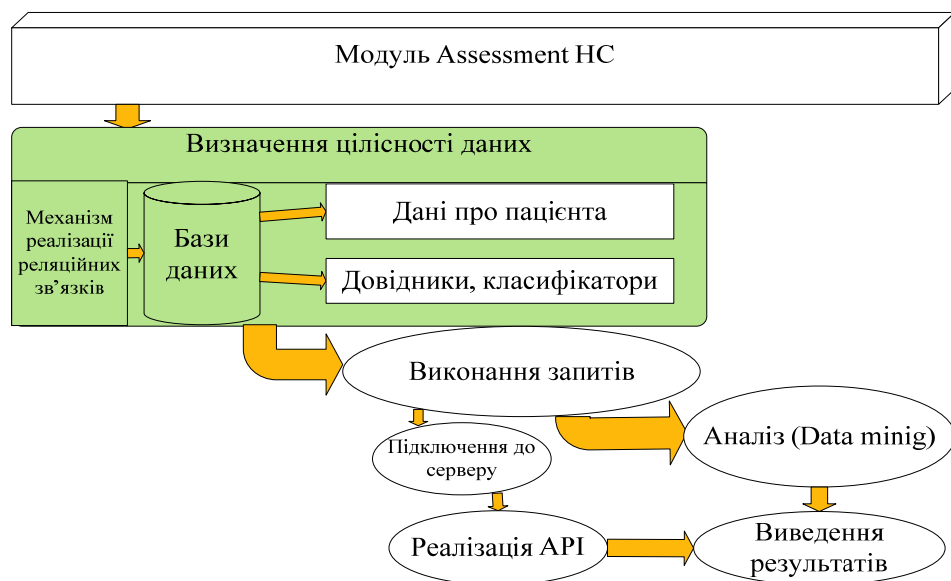 Модуль Assessment НС
Визначення цілісності даних
Механізм
реалізації
реляційних
зв’язків
Бази
даних
Дані про пацієнта
Довідники, класифікатори
Виконання запитів
Аналіз (Data minig)
Підключення до
серверу
Реалізація API
Виведення
результатів